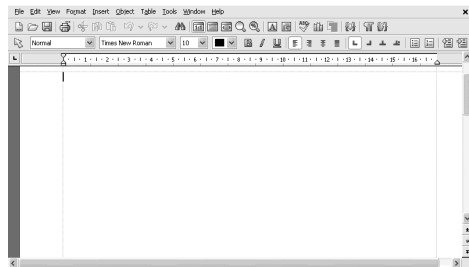 File Edit View Format Insert Object Table Tools Window Help
Normal Times New Roman 10 B I U
1 2 3 4 5 6 7 8 9 10 11 12 13 14 15 16